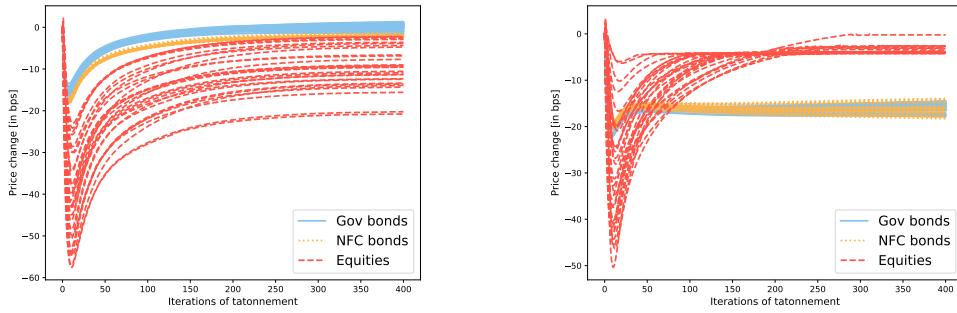 Price change [in bps]
0
−10
−20
−30
−40
−50
−60
0 50 100 150 200 250 300 350 400
Iterations of tatonnement
Gov bonds
NFC bonds
Equities
Price change [in bps]
0
−10
−20
−30
−40
−50
0 50 100 150 200 250 300 350 400
Iterations of tatonnement
Gov bonds
NFC bonds
Equities